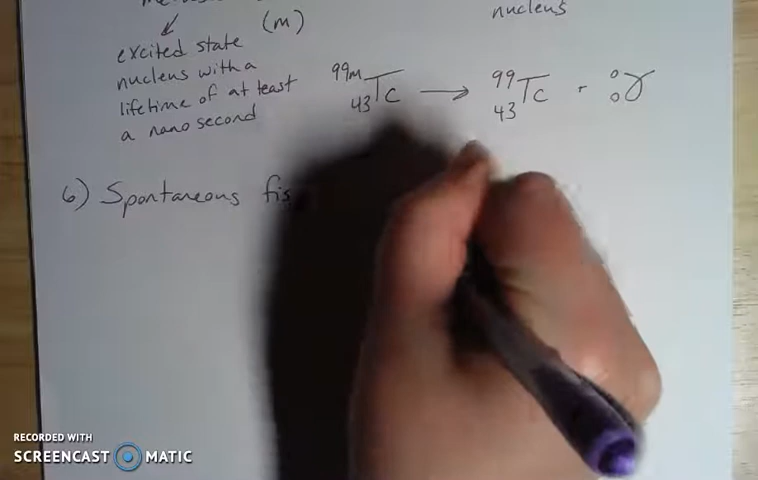 nucleus
(m)
excited state
nucleus with a
lifetime of at least
a nano second
99m 43 Tc → 99 43 Tc + 0 0 γ
6) Spontaneous fis
RECORDED WITH
SCREENCAST MATIC